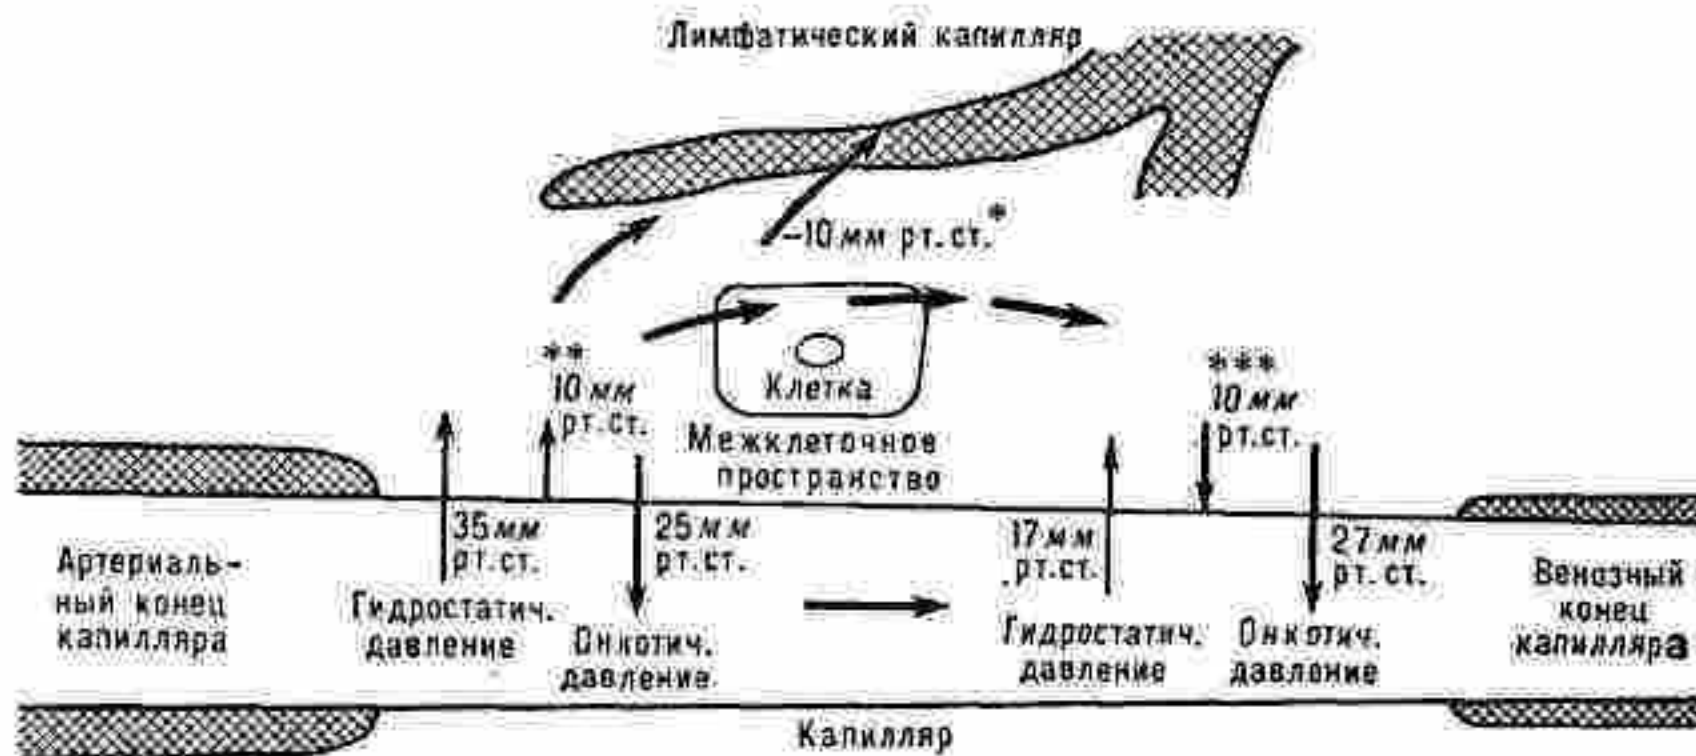 Лимфатический капилляр
-10 мм рт.ст.*
**
10 мм
рт.ст.
Клетка
Межклеточное
пространство
***
10 мм
рт.ст.
Артериаль-
ный конец
капилляра
35 мм
рт.ст.
Гидростатич.
давление
25 мм
рт.ст.
Онкотич.
давление.
17 мм
рт.ст.
Гидростатич.
давление
27 мм
рт.ст.
Онкотич.
давление
Венозный
конец
капилляра
Капилляр